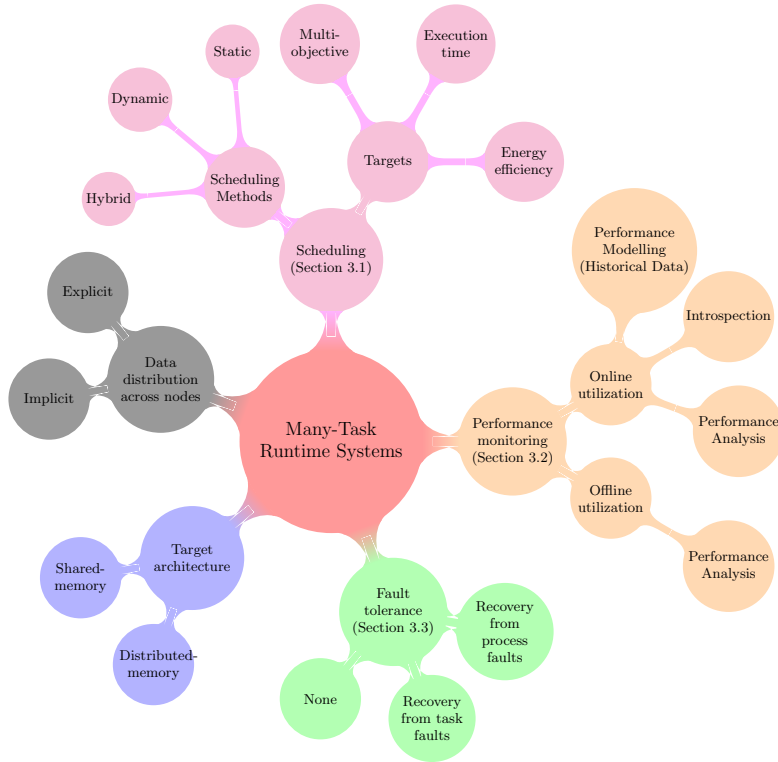 Multi-
objective
Execution
time
Static
Dynamic
Hybrid
Scheduling
Methods
Targets
Energy
efficiency
Scheduling
(Section 3.1)
Performance
Modelling
(Historical Data)
Introspection
Online
utilization
Performance
Analysis
Explicit
Implicit
Data
distribution
across nodes
Many-Task
Runtime Systems
Performance
monitoring
(Section 3.2)
Offline
utilization
Performance
Analysis
Target
architecture
Shared-
memory
Distributed-
memory
Fault
tolerance
(Section 3.3)
Recovery
from
process
faults
None
Recovery
from task
faults